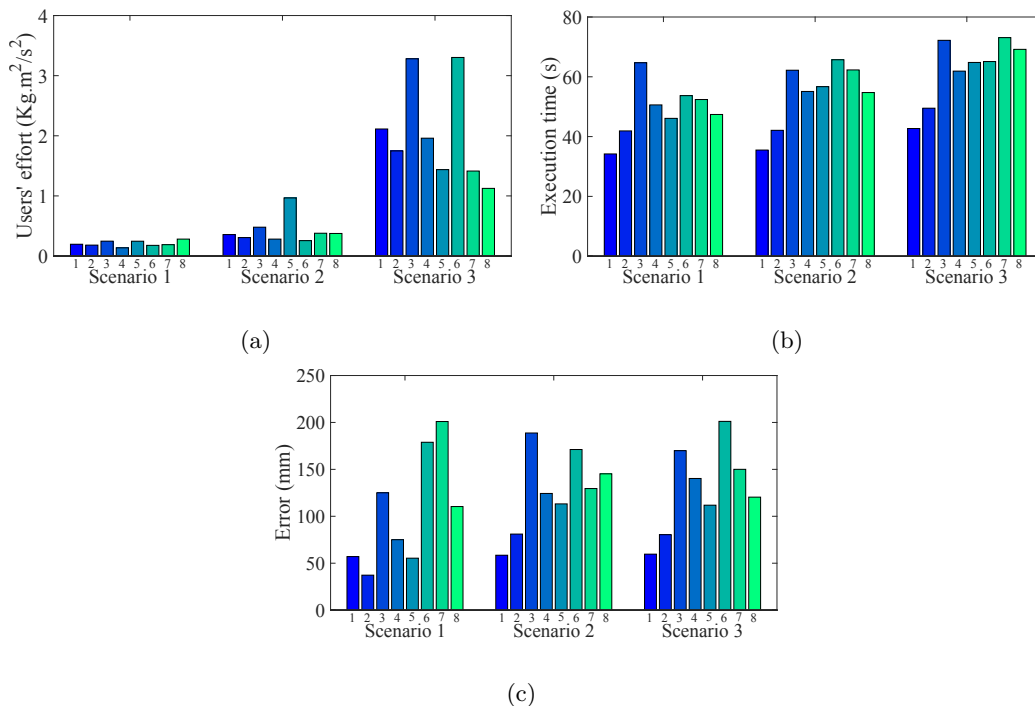 4
3
2
1
0
Users' effort (Kg.m²/s²)
1 2 3 4 5 6 7 8 1 2 3 4 5 6 7 8 1 2 3 4 5 6 7 8
Scenario 1 Scenario 2 Scenario 3
(a)
80
60
40
20
0
Execution time (s)
1 2 3 4 5 6 7 8 1 2 3 4 5 6 7 8 1 2 3 4 5 6 7 8
Scenario 1 Scenario 2 Scenario 3
(b)
250
200
150
100
50
0
Error (mm)
1 2 3 4 5 6 7 8 1 2 3 4 5 6 7 8 1 2 3 4 5 6 7 8
Scenario 1 Scenario 2 Scenario 3
(c)